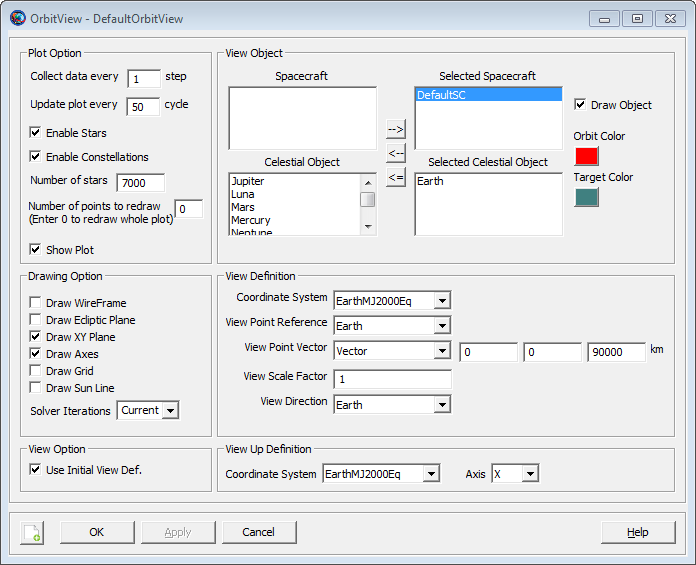 OrbitView - DefaultOrbitView
Plot Option
Collect data every 1 step
Update plot every 50 cycle
Enable Stars
Enable Constellations
Number of stars 7000
Number of points to redraw 0
(Enter 0 to redraw whole plot)
Show Plot
View Object
Spacecraft
Selected Spacecraft
DefaultSC
-->
<--
<=
Draw Object
Orbit Color
Target Color
Celestial Object
Jupiter
Luna
Mars
Mercury
Neptune
Selected Celestial Object
Earth
Drawing Option
Draw WireFrame
Draw Ecliptic Plane
Draw XY Plane
Draw Axes
Draw Grid
Draw Sun Line
Solver Iterations Current
View Definition
Coordinate System EarthMJ2000Eq
View Point Reference Earth
View Point Vector Vector 0 0 90000 km
View Scale Factor 1
View Direction Earth
View Option
Use Initial View Def.
View Up Definition
Coordinate System EarthMJ2000Eq Axis X
OK Apply Cancel Help